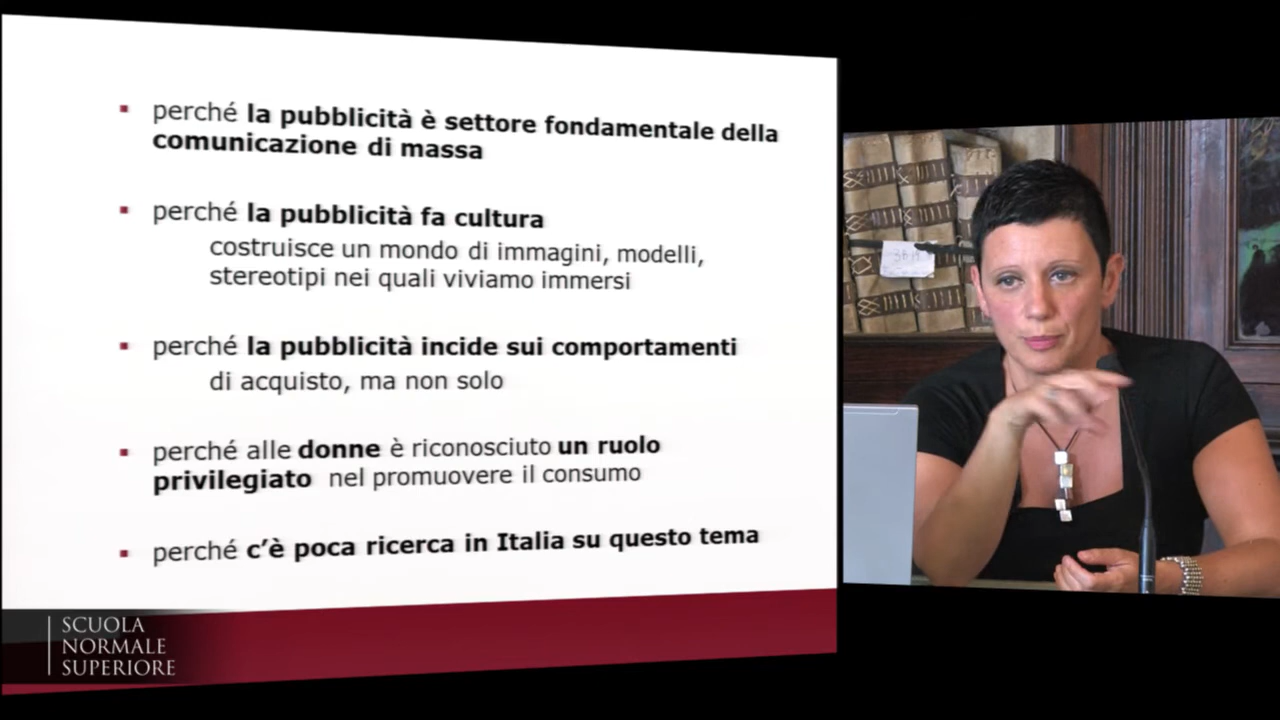 perché la pubblicità è settore fondamentale della
comunicazione di massa
perché la pubblicità fa cultura
costruisce un mondo di immagini, modelli,
stereotipi nei quali viviamo immersi
perché la pubblicità incide sui comportamenti
di acquisto, ma non solo
perché alle donne è riconosciuto un ruolo
privilegiato nel promuovere il consumo
perché c'è poca ricerca in Italia su questo tema
SCUOLA
NORMALE
SUPERIORE